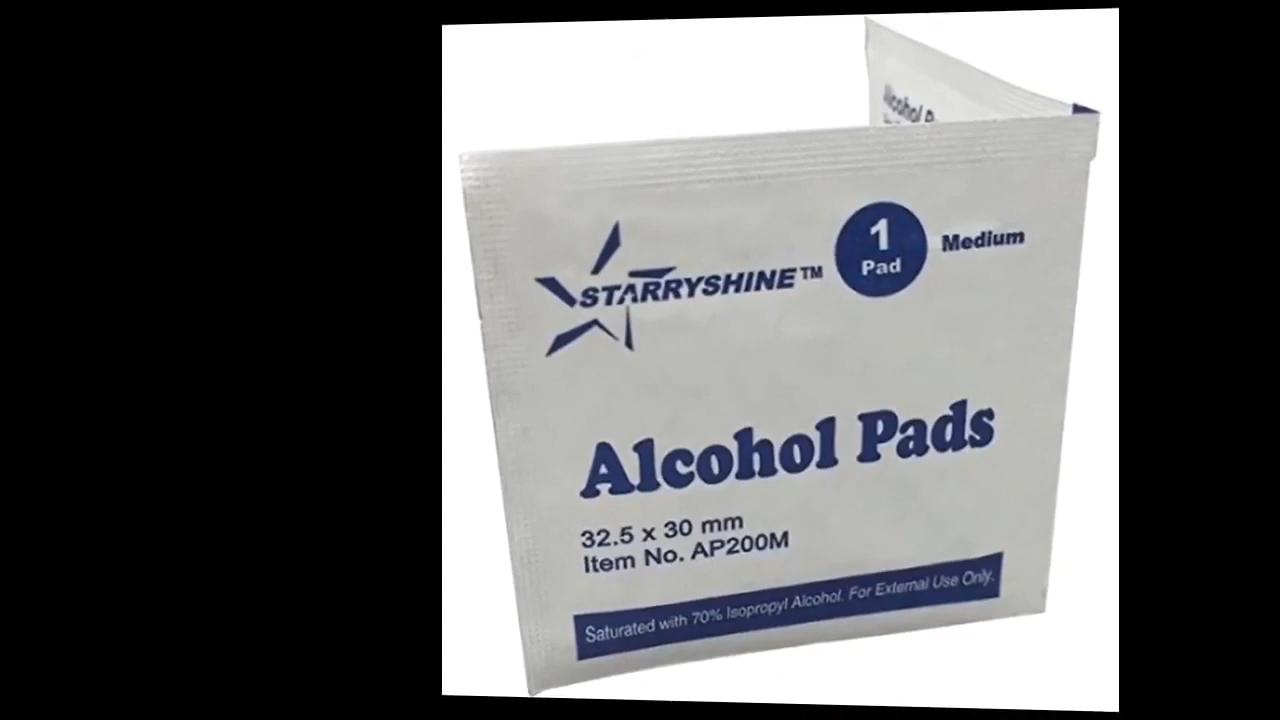 Alcohol P
1
Pad
Medium
STARRYSHINE™
Alcohol Pads
32.5 x 30 mm
Item No. AP200M
Saturated with 70% Isopropyl Alcohol. For External Use Only.